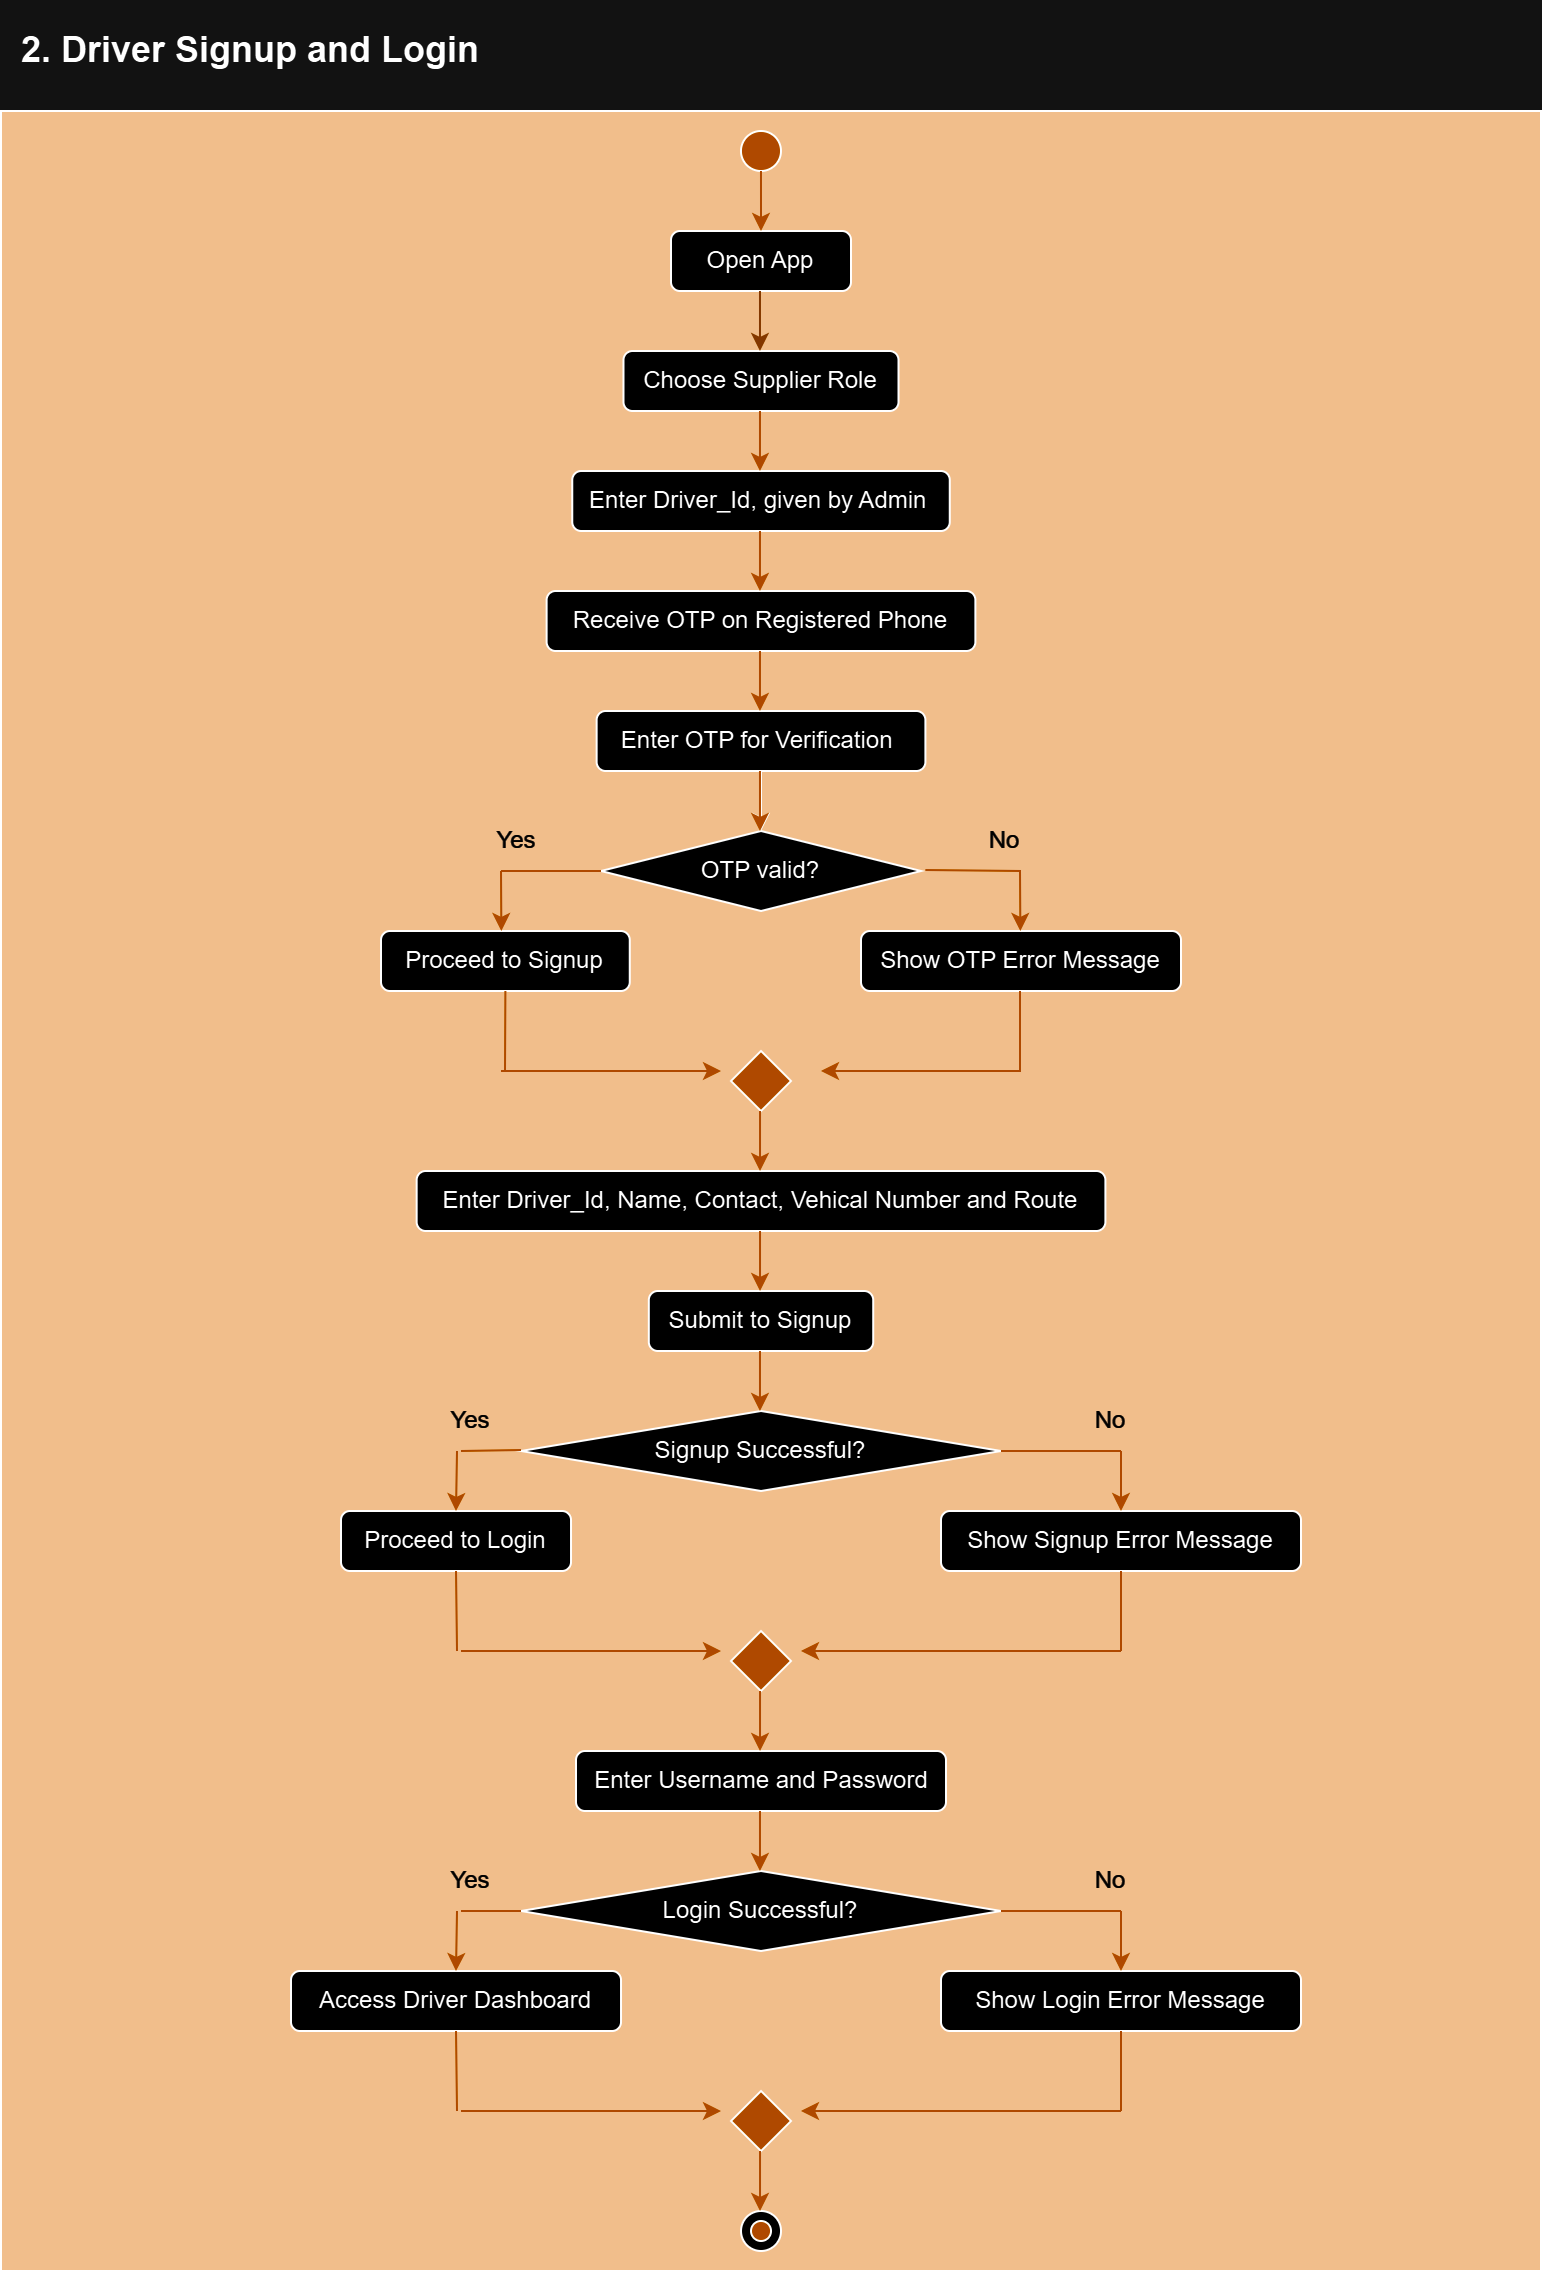 2. Driver Signup and Login
Open App
Choose Supplier Role
Enter Driver_Id, given by Admin
Receive OTP on Registered Phone
Enter OTP for Verification
Yes
No
OTP valid?
Proceed to Signup
Show OTP Error Message
Enter Driver_Id, Name, Contact, Vehical Number and Route
Submit to Signup
Yes
No
Signup Successful?
Proceed to Login
Show Signup Error Message
Enter Username and Password
Yes
No
Login Successful?
Access Driver Dashboard
Show Login Error Message